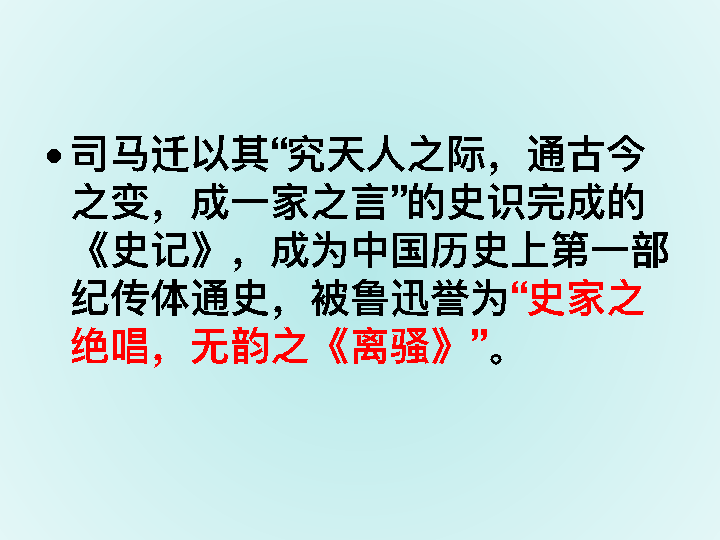 •司马迁以其“究天人之际，通古今
之变，成一家之言”的史识完成的
《史记》，成为中国历史上第一部
纪传体通史，被鲁迅誉为“史家之
绝唱，无韵之《离骚》”。